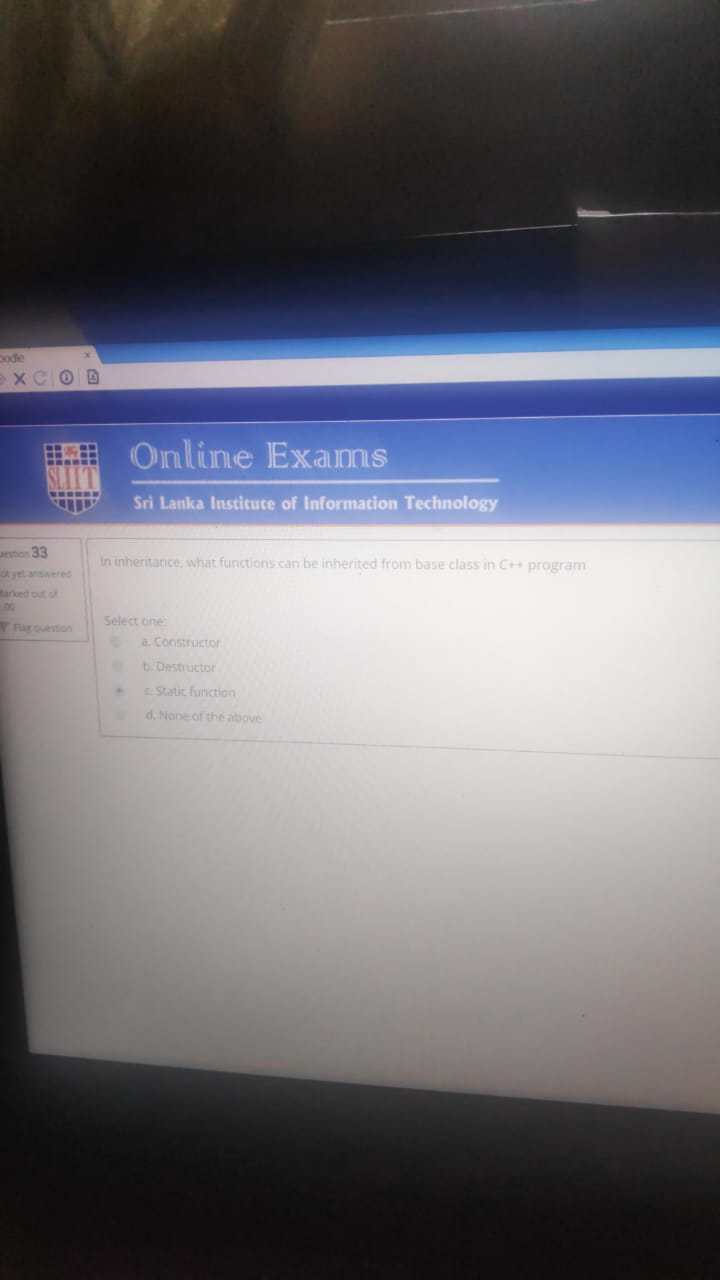 oodle
SLIIT
Online Exams
Sri Lanka Institute of Information Technology
uestion 33
ot yet answered
Marked out of
.00
Flag question
In inheritance, what functions can be inherited from base class in C++ program
Select one:
a. Constructor
b. Destructor
c. Static function
d. None of the above